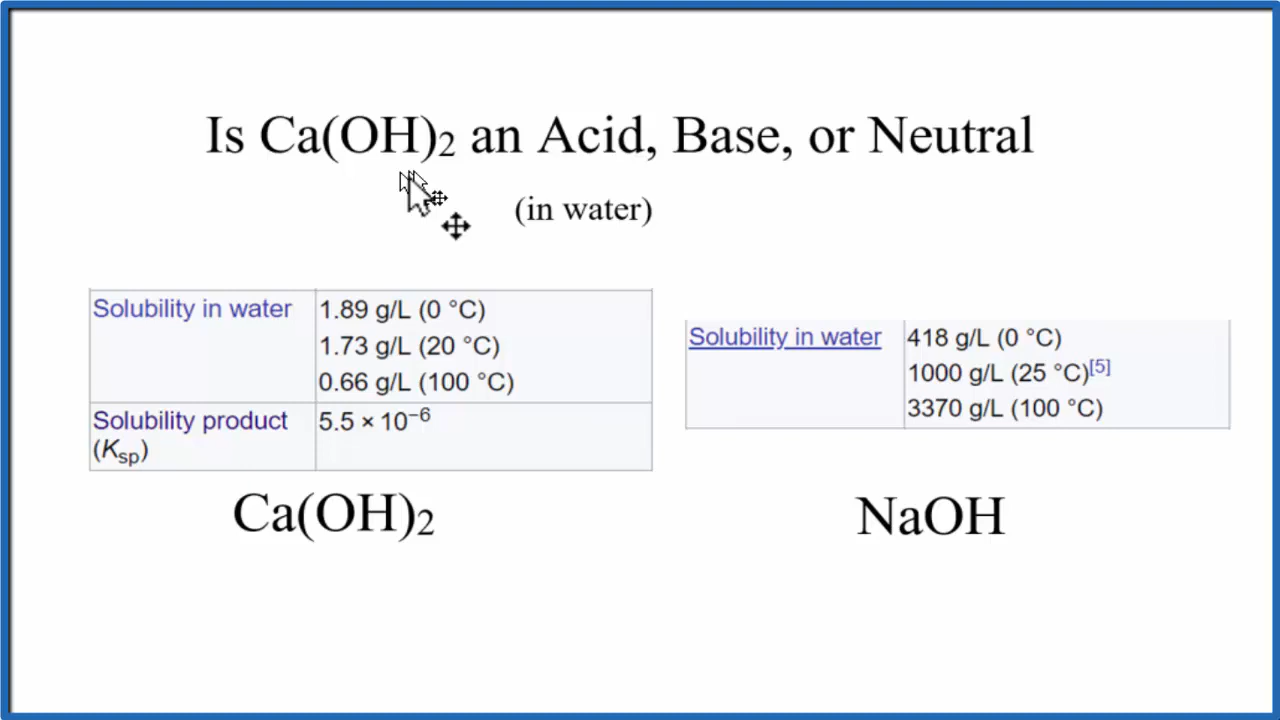 Is Ca(OH)₂ an Acid, Base, or Neutral
(in water)
Solubility in water
1.89 g/L (0 °C)
1.73 g/L (20 °C)
0.66 g/L (100 °C)
Solubility product
(Ksp)
5.5 × 10⁻⁶
Ca(OH)₂
Solubility in water
418 g/L (0 °C)
1000 g/L (25 °C)[5]
3370 g/L (100 °C)
NaOH